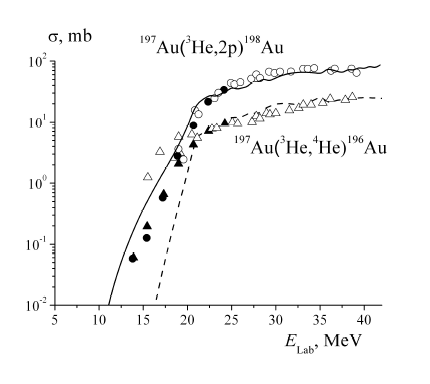 σ, mb
¹⁹⁷Au(³He,2p)¹⁹⁸Au
10²
10¹
¹⁹⁷Au(³He,⁴He)¹⁹⁶Au
10⁰
10⁻¹
10⁻²
5 10 15 20 25 30 35 40
E_Lab, MeV